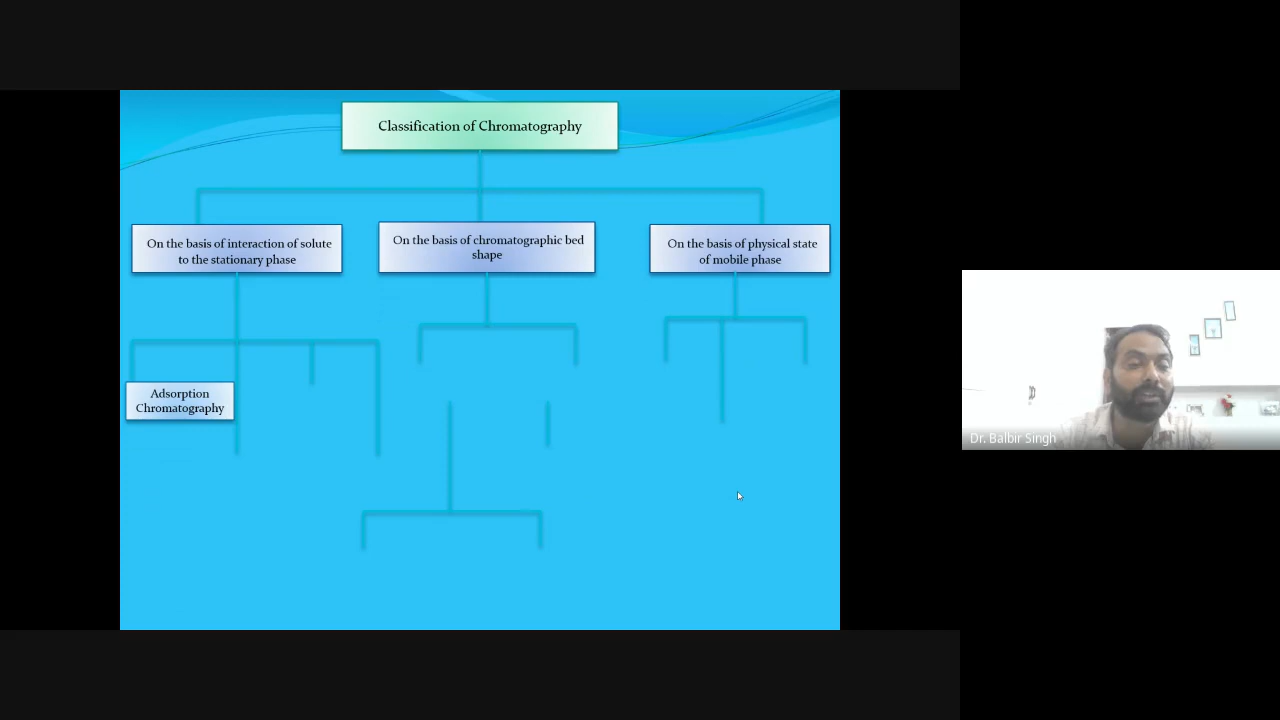 Classification of Chromatography
On the basis of interaction of solute
to the stationary phase
On the basis of chromatographic bed
shape
On the basis of physical state
of mobile phase
Adsorption
Chromatography
Dr. Balbir Singh